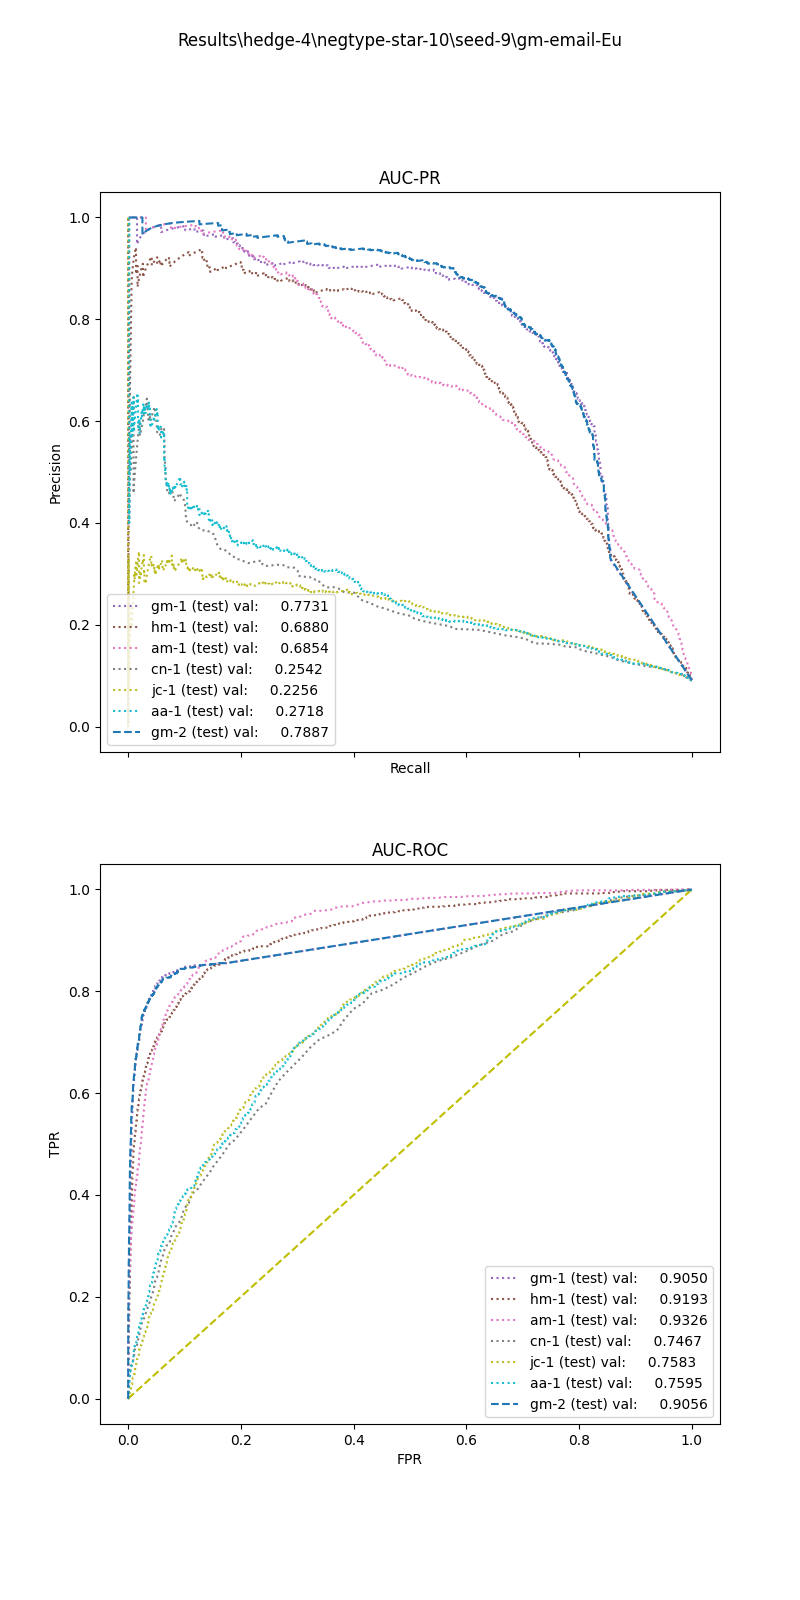 Results\hedge-4\negtype-star-10\seed-9\gm-email-Eu
AUC-PR
1.0
0.8
0.6
0.4
0.2
0.0
Precision
gm-1 (test) val: 0.7731
hm-1 (test) val: 0.6880
am-1 (test) val: 0.6854
cn-1 (test) val: 0.2542
jc-1 (test) val: 0.2256
aa-1 (test) val: 0.2718
gm-2 (test) val: 0.7887
Recall
AUC-ROC
1.0
0.8
0.6
0.4
0.2
0.0
TPR
gm-1 (test) val: 0.9050
hm-1 (test) val: 0.9193
am-1 (test) val: 0.9326
cn-1 (test) val: 0.7467
jc-1 (test) val: 0.7583
aa-1 (test) val: 0.7595
gm-2 (test) val: 0.9056
0.0 0.2 0.4 0.6 0.8 1.0
FPR